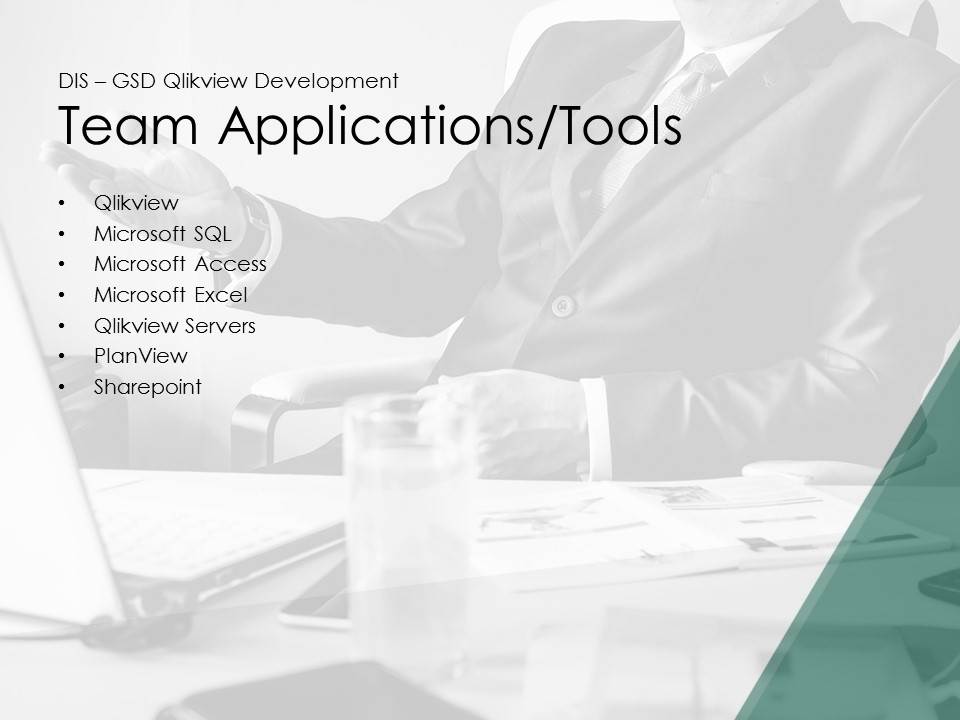 DIS – GSD Qlikview Development
Team Applications/Tools
• Qlikview
• Microsoft SQL
• Microsoft Access
• Microsoft Excel
• Qlikview Servers
• PlanView
• Sharepoint